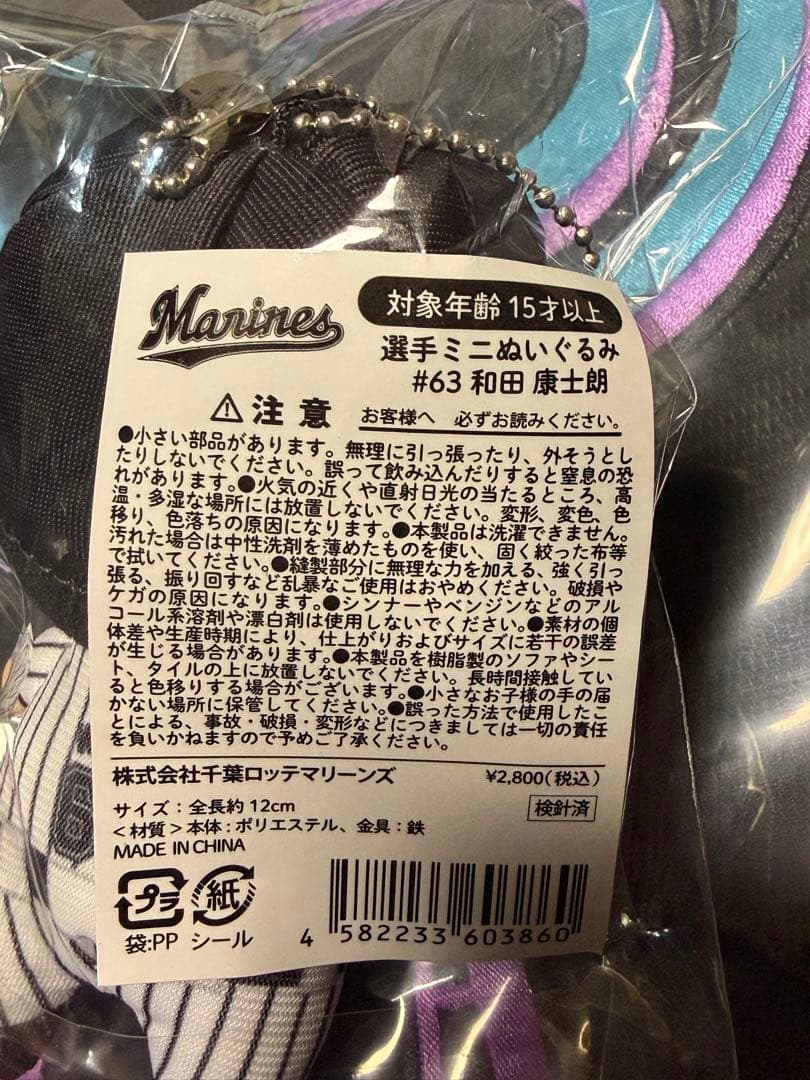 Marines
対象年齢 15才以上
選手ミニぬいぐるみ
#63 和田 康士朗
⚠注意 お客様へ 必ずお読みください。
●小さい部品があります。無理に引っ張ったり、外そうとし
たりしないでください。誤って飲み込んだりすると窒息の恐
れがあります。●火気の近くや直射日光の当たるところ、高
温・多湿な場所には放置しないでください。変形、変色、色
移り、色落ちの原因になります。●本製品は洗濯できません。
汚れた場合は中性洗剤を薄めたものを使い、固く絞った布等
で拭いてください。●縫製部分に無理な力を加える、強く引っ
張る、振り回すなど乱暴なご使用はおやめください。破損や
ケガの原因になります。●シンナーやベンジンなどのアル
コール系溶剤や漂白剤は使用しないでください。●素材の個
体差や生産時期により、仕上がりおよびサイズに若干の誤差
が生じる場合があります。●本製品を樹脂製のソファやシー
ト、タイルの上に放置しないでください。長時間接触してい
ると色移りする場合がございます。●小さなお子様の手の届
かない場所に保管してください。●誤った方法で使用したこ
とによる、事故・破損・変形などにつきましては一切の責任
を負いかねますので予めご了承ください。
株式会社千葉ロッテマリーンズ ¥2,800(税込)
サイズ：全長約12cm 検針済
＜材質＞本体：ポリエステル、金具：鉄
MADE IN CHINA
プラ 紙
袋:PP シール
4 582233 603860